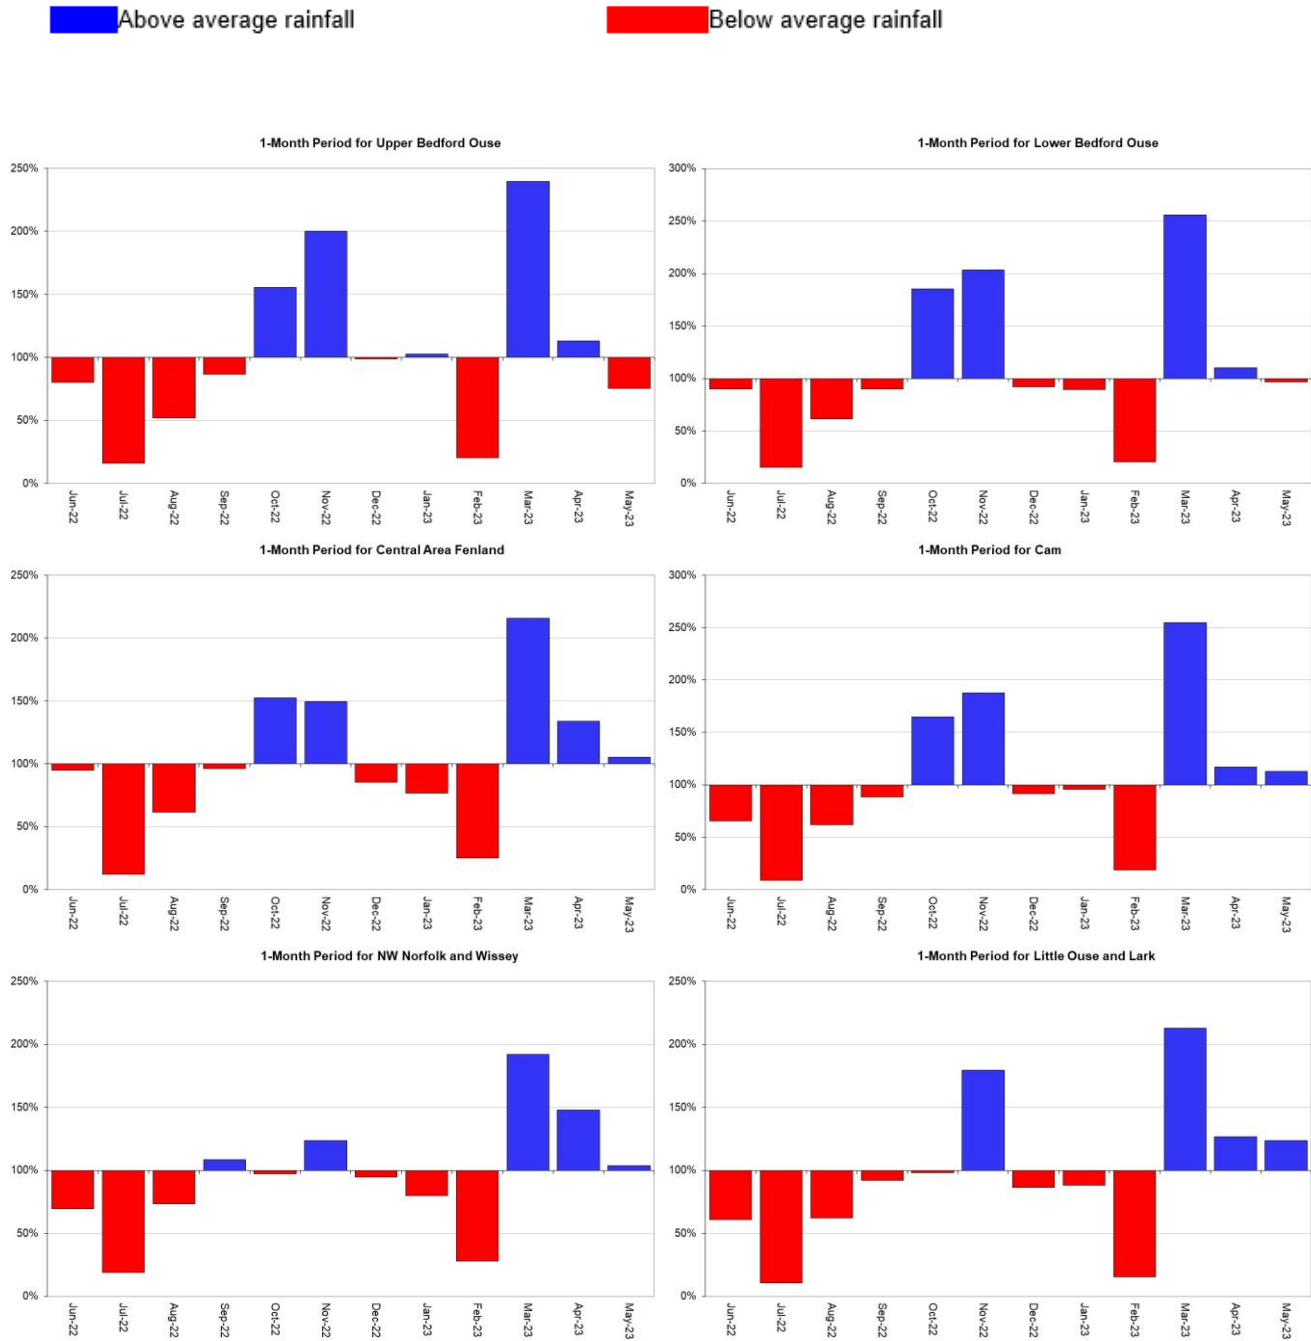 Above average rainfall
Below average rainfall
1-Month Period for Upper Bedford Ouse
250%
200%
150%
100%
50%
0%
Jun-22
Jul-22
Aug-22
Sep-22
Oct-22
Nov-22
Dec-22
Jan-23
Feb-23
Mar-23
Apr-23
May-23
1-Month Period for Lower Bedford Ouse
300%
250%
200%
150%
100%
50%
0%
Jun-22
Jul-22
Aug-22
Sep-22
Oct-22
Nov-22
Dec-22
Jan-23
Feb-23
Mar-23
Apr-23
May-23
1-Month Period for Central Area Fenland
250%
200%
150%
100%
50%
0%
Jun-22
Jul-22
Aug-22
Sep-22
Oct-22
Nov-22
Dec-22
Jan-23
Feb-23
Mar-23
Apr-23
May-23
1-Month Period for Cam
300%
250%
200%
150%
100%
50%
0%
Jun-22
Jul-22
Aug-22
Sep-22
Oct-22
Nov-22
Dec-22
Jan-23
Feb-23
Mar-23
Apr-23
May-23
1-Month Period for NW Norfolk and Wissey
250%
200%
150%
100%
50%
0%
Jun-22
Jul-22
Aug-22
Sep-22
Oct-22
Nov-22
Dec-22
Jan-23
Feb-23
Mar-23
Apr-23
May-23
1-Month Period for Little Ouse and Lark
250%
200%
150%
100%
50%
0%
Jun-22
Jul-22
Aug-22
Sep-22
Oct-22
Nov-22
Dec-22
Jan-23
Feb-23
Mar-23
Apr-23
May-23